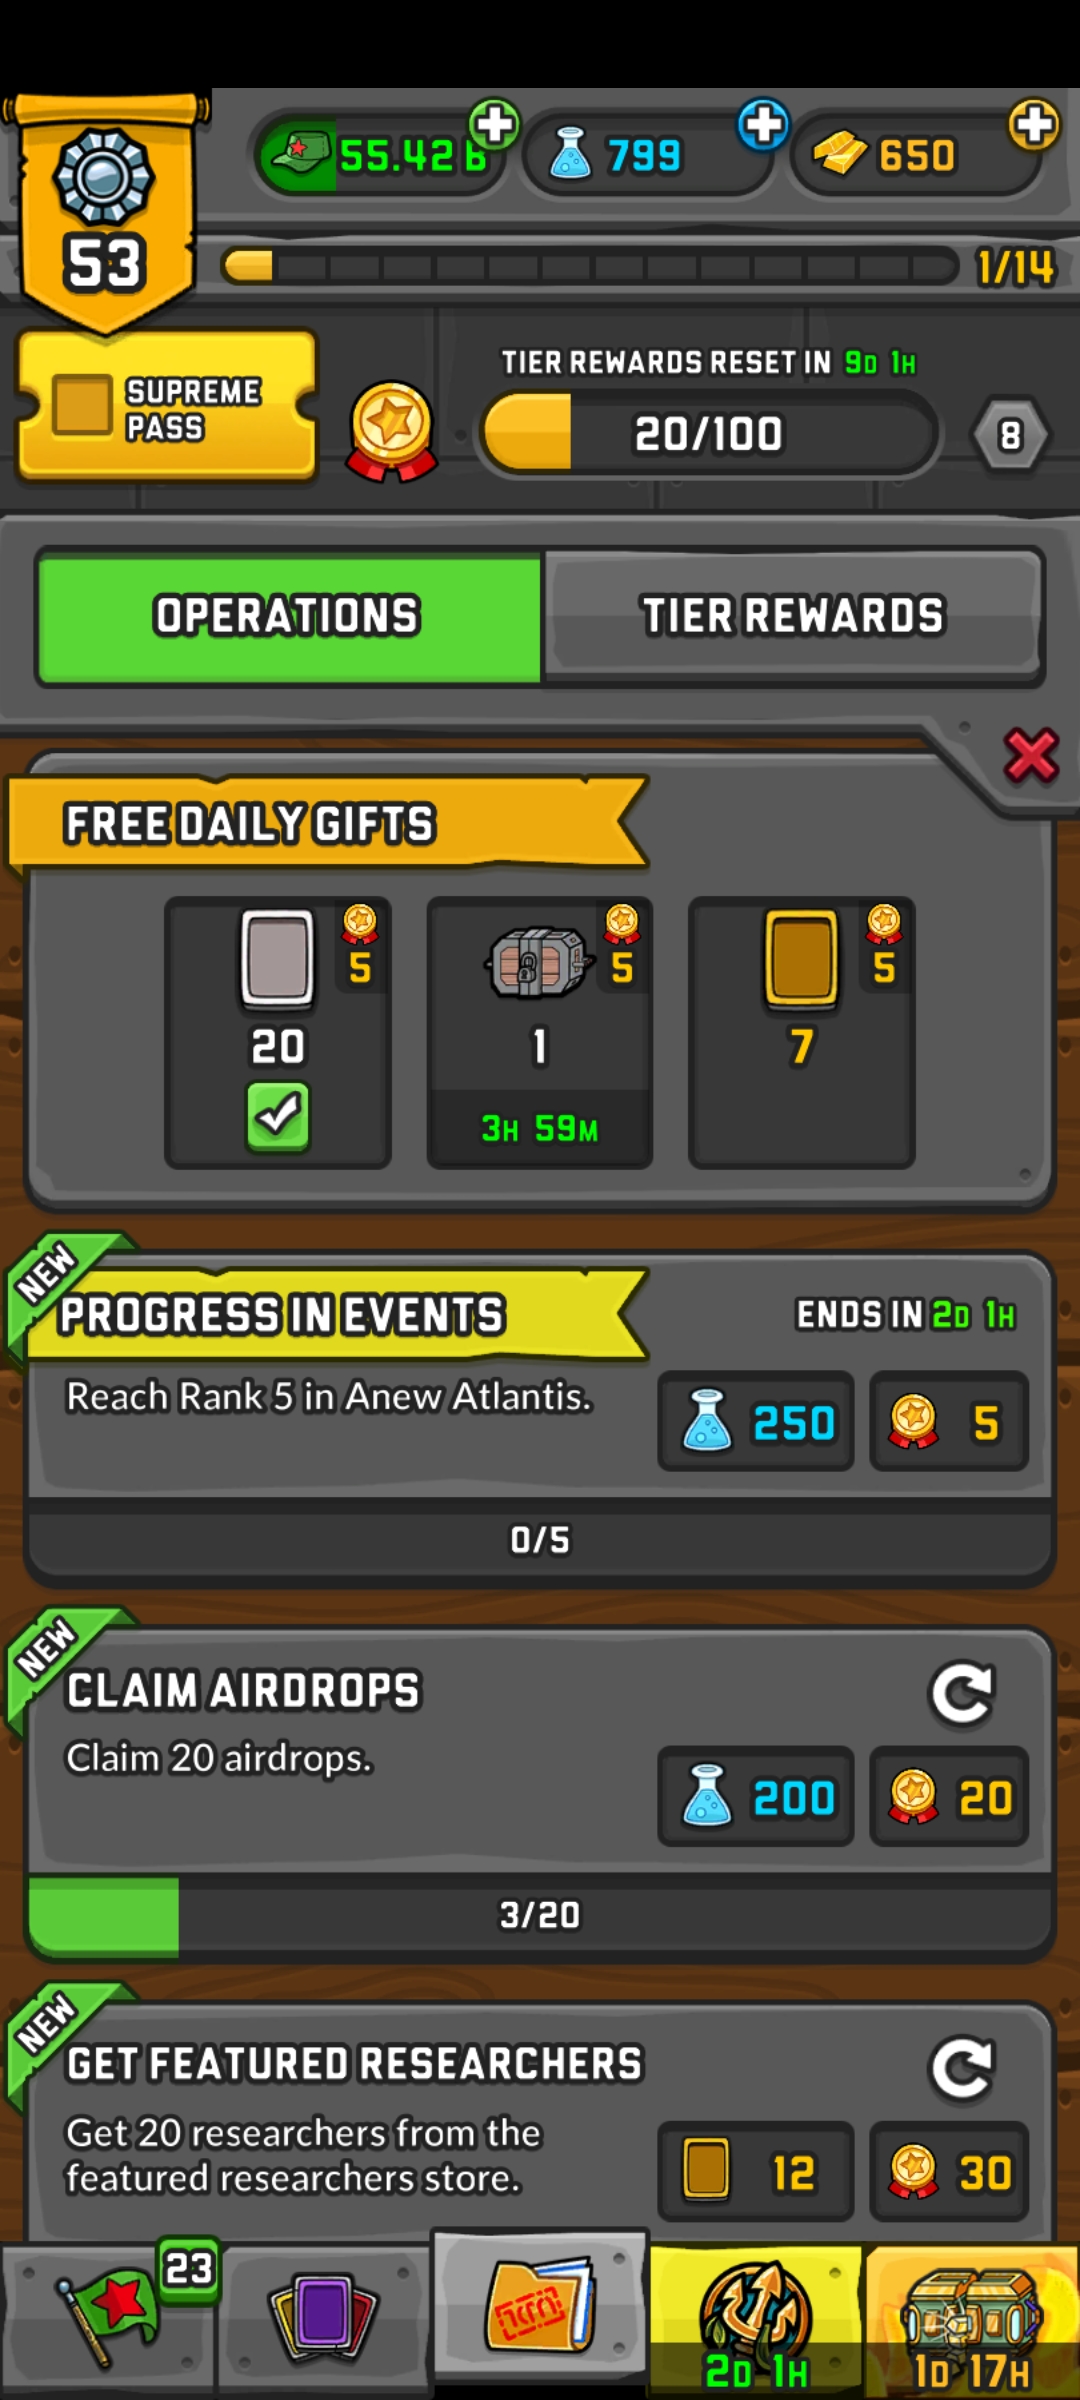 55.42 B
799
650
53
1/14
SUPREME
PASS
TIER REWARDS RESET IN 9D 1H
20/100
8
OPERATIONS
TIER REWARDS
FREE DAILY GIFTS
5
5
5
20
1
7
3H 59M
NEW
PROGRESS IN EVENTS
ENDS IN 2D 1H
Reach Rank 5 in Anew Atlantis.
250
5
0/5
NEW
CLAIM AIRDROPS
Claim 20 airdrops.
200
20
3/20
NEW
GET FEATURED RESEARCHERS
Get 20 researchers from the
featured researchers store.
12
30
23
2D 1H
1D 17H